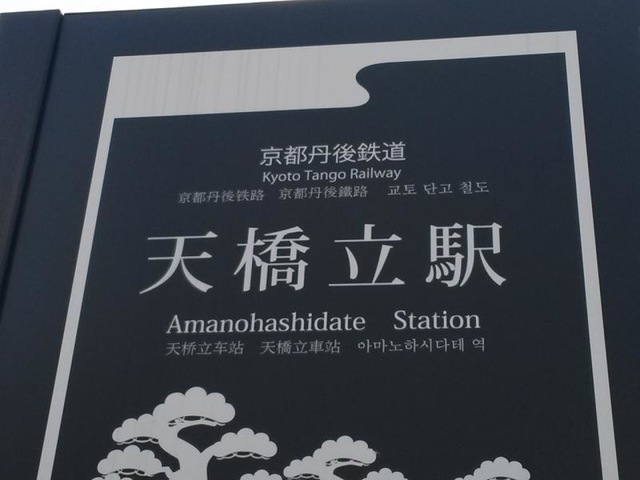 京都丹後鉄道
Kyoto Tango Railway
京都丹後铁路 京都丹後鐵路 교토 단고 철도
天橋立駅
Amanohashidate Station
天桥立车站 天橋立車站 아마노하시다테 역